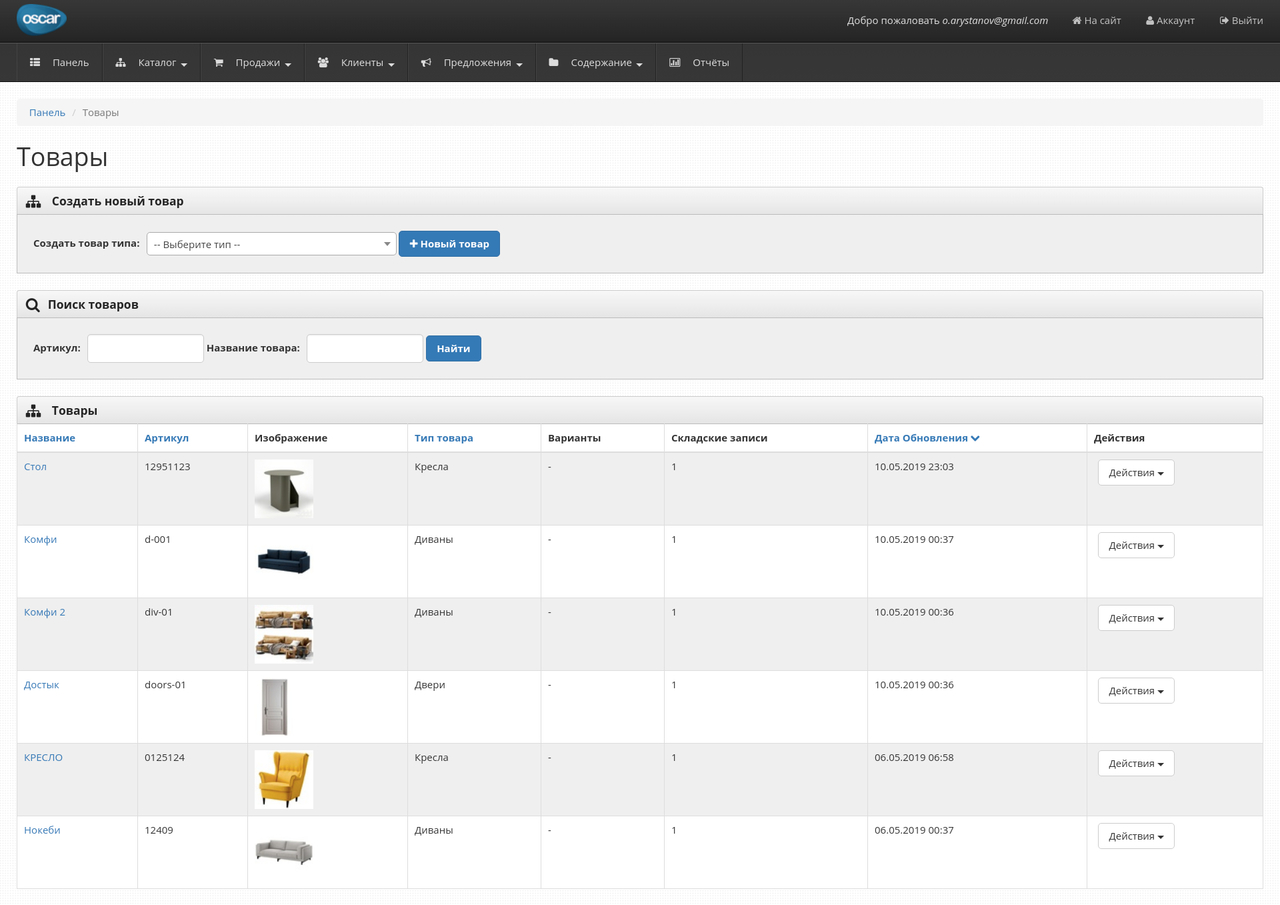 oscar
Добро пожаловать o.arystanov@gmail.com На сайт Аккаунт Выйти
Панель Каталог Продажи Клиенты Предложения Содержание Отчёты
Панель / Товары
Товары
Создать новый товар
Создать товар типа: -- Выберите тип -- Новый товар
Поиск товаров
Артикул: Название товара: Найти
Товары
Название Артикул Изображение Тип товара Варианты Складские записи Дата Обновления Действия
Стол 12951123 Кресла - 1 10.05.2019 23:03 Действия
Комфи d-001 Диваны - 1 10.05.2019 00:37 Действия
Комфи 2 div-01 Диваны - 1 10.05.2019 00:36 Действия
Достык doors-01 Двери - 1 10.05.2019 00:36 Действия
КРЕСЛО 0125124 Кресла - 1 06.05.2019 06:58 Действия
Нокеби 12409 Диваны - 1 06.05.2019 00:37 Действия